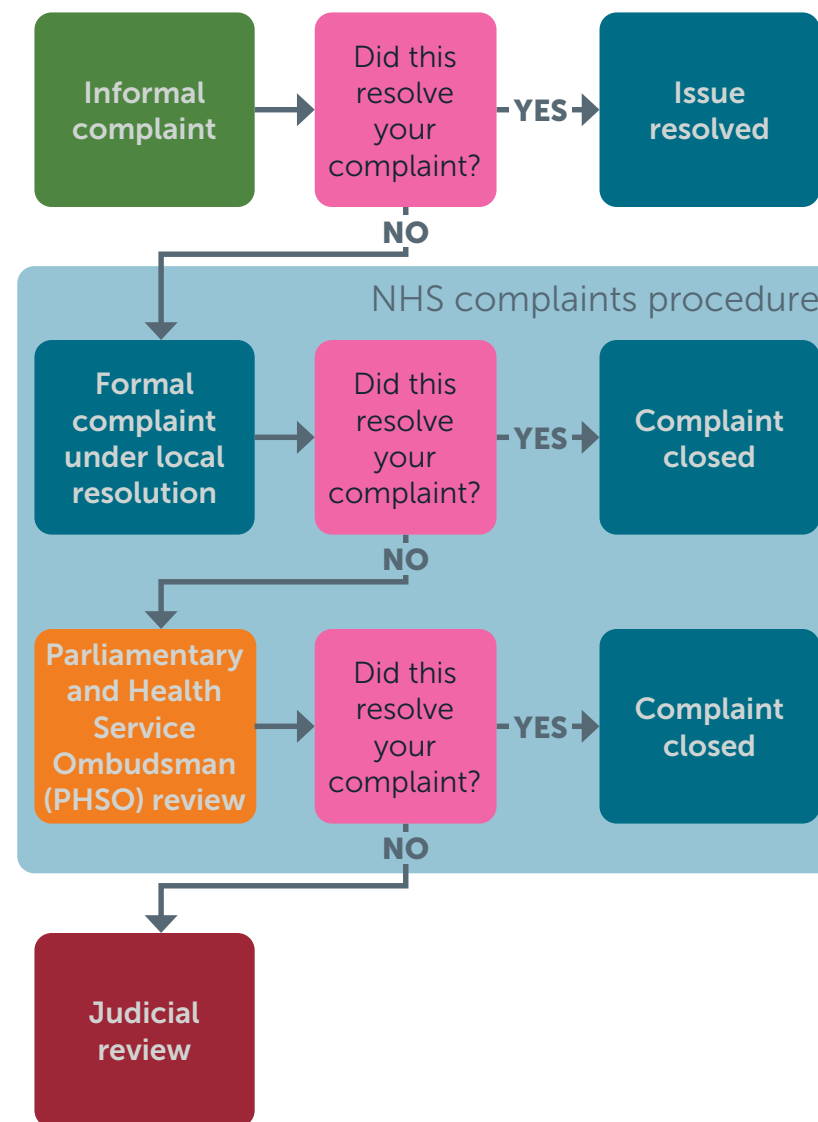 Informal
complaint
Did this
resolve
your
complaint?
YES
Issue
resolved
NO
NHS complaints procedure
Formal
complaint
under local
resolution
Did this
resolve
your
complaint?
YES
Complaint
closed
NO
Parliamentary
and Health
Service
Ombudsman
(PHSO) review
Did this
resolve
your
complaint?
YES
Complaint
closed
NO
Judicial
review